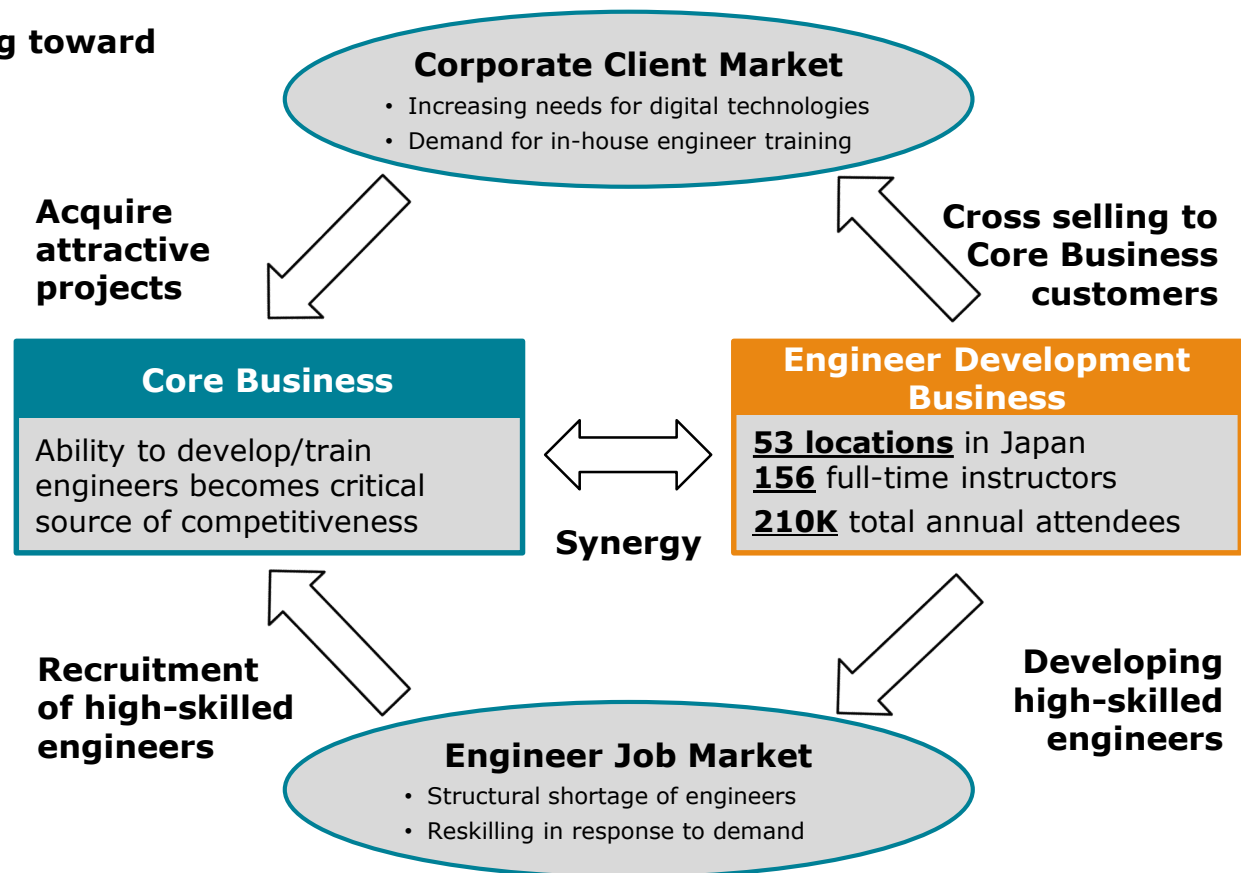 g toward
Corporate Client Market
• Increasing needs for digital technologies
• Demand for in-house engineer training
Acquire
attractive
projects
Cross selling to
Core Business
customers
Core Business
Ability to develop/train
engineers becomes critical
source of competitiveness
Synergy
Engineer Development
Business
53 locations in Japan
156 full-time instructors
210K total annual attendees
Recruitment
of high-skilled
engineers
Developing
high-skilled
engineers
Engineer Job Market
• Structural shortage of engineers
• Reskilling in response to demand